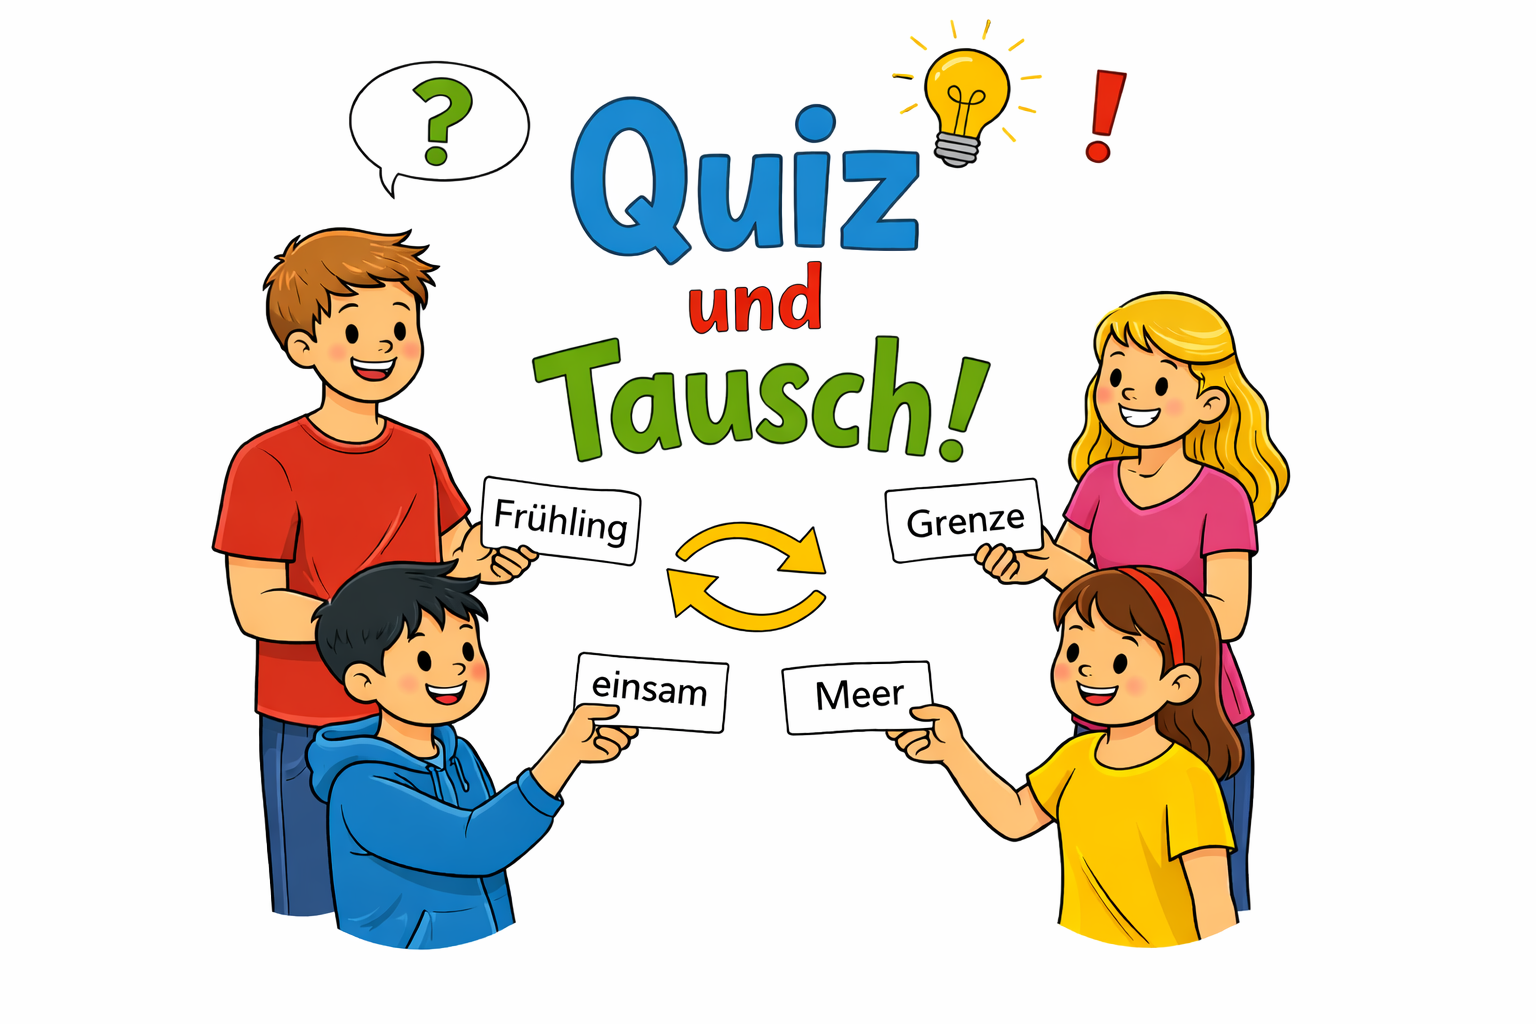 ?
!
Quiz
und
Tausch!
Frühling
Grenze
einsam
Meer